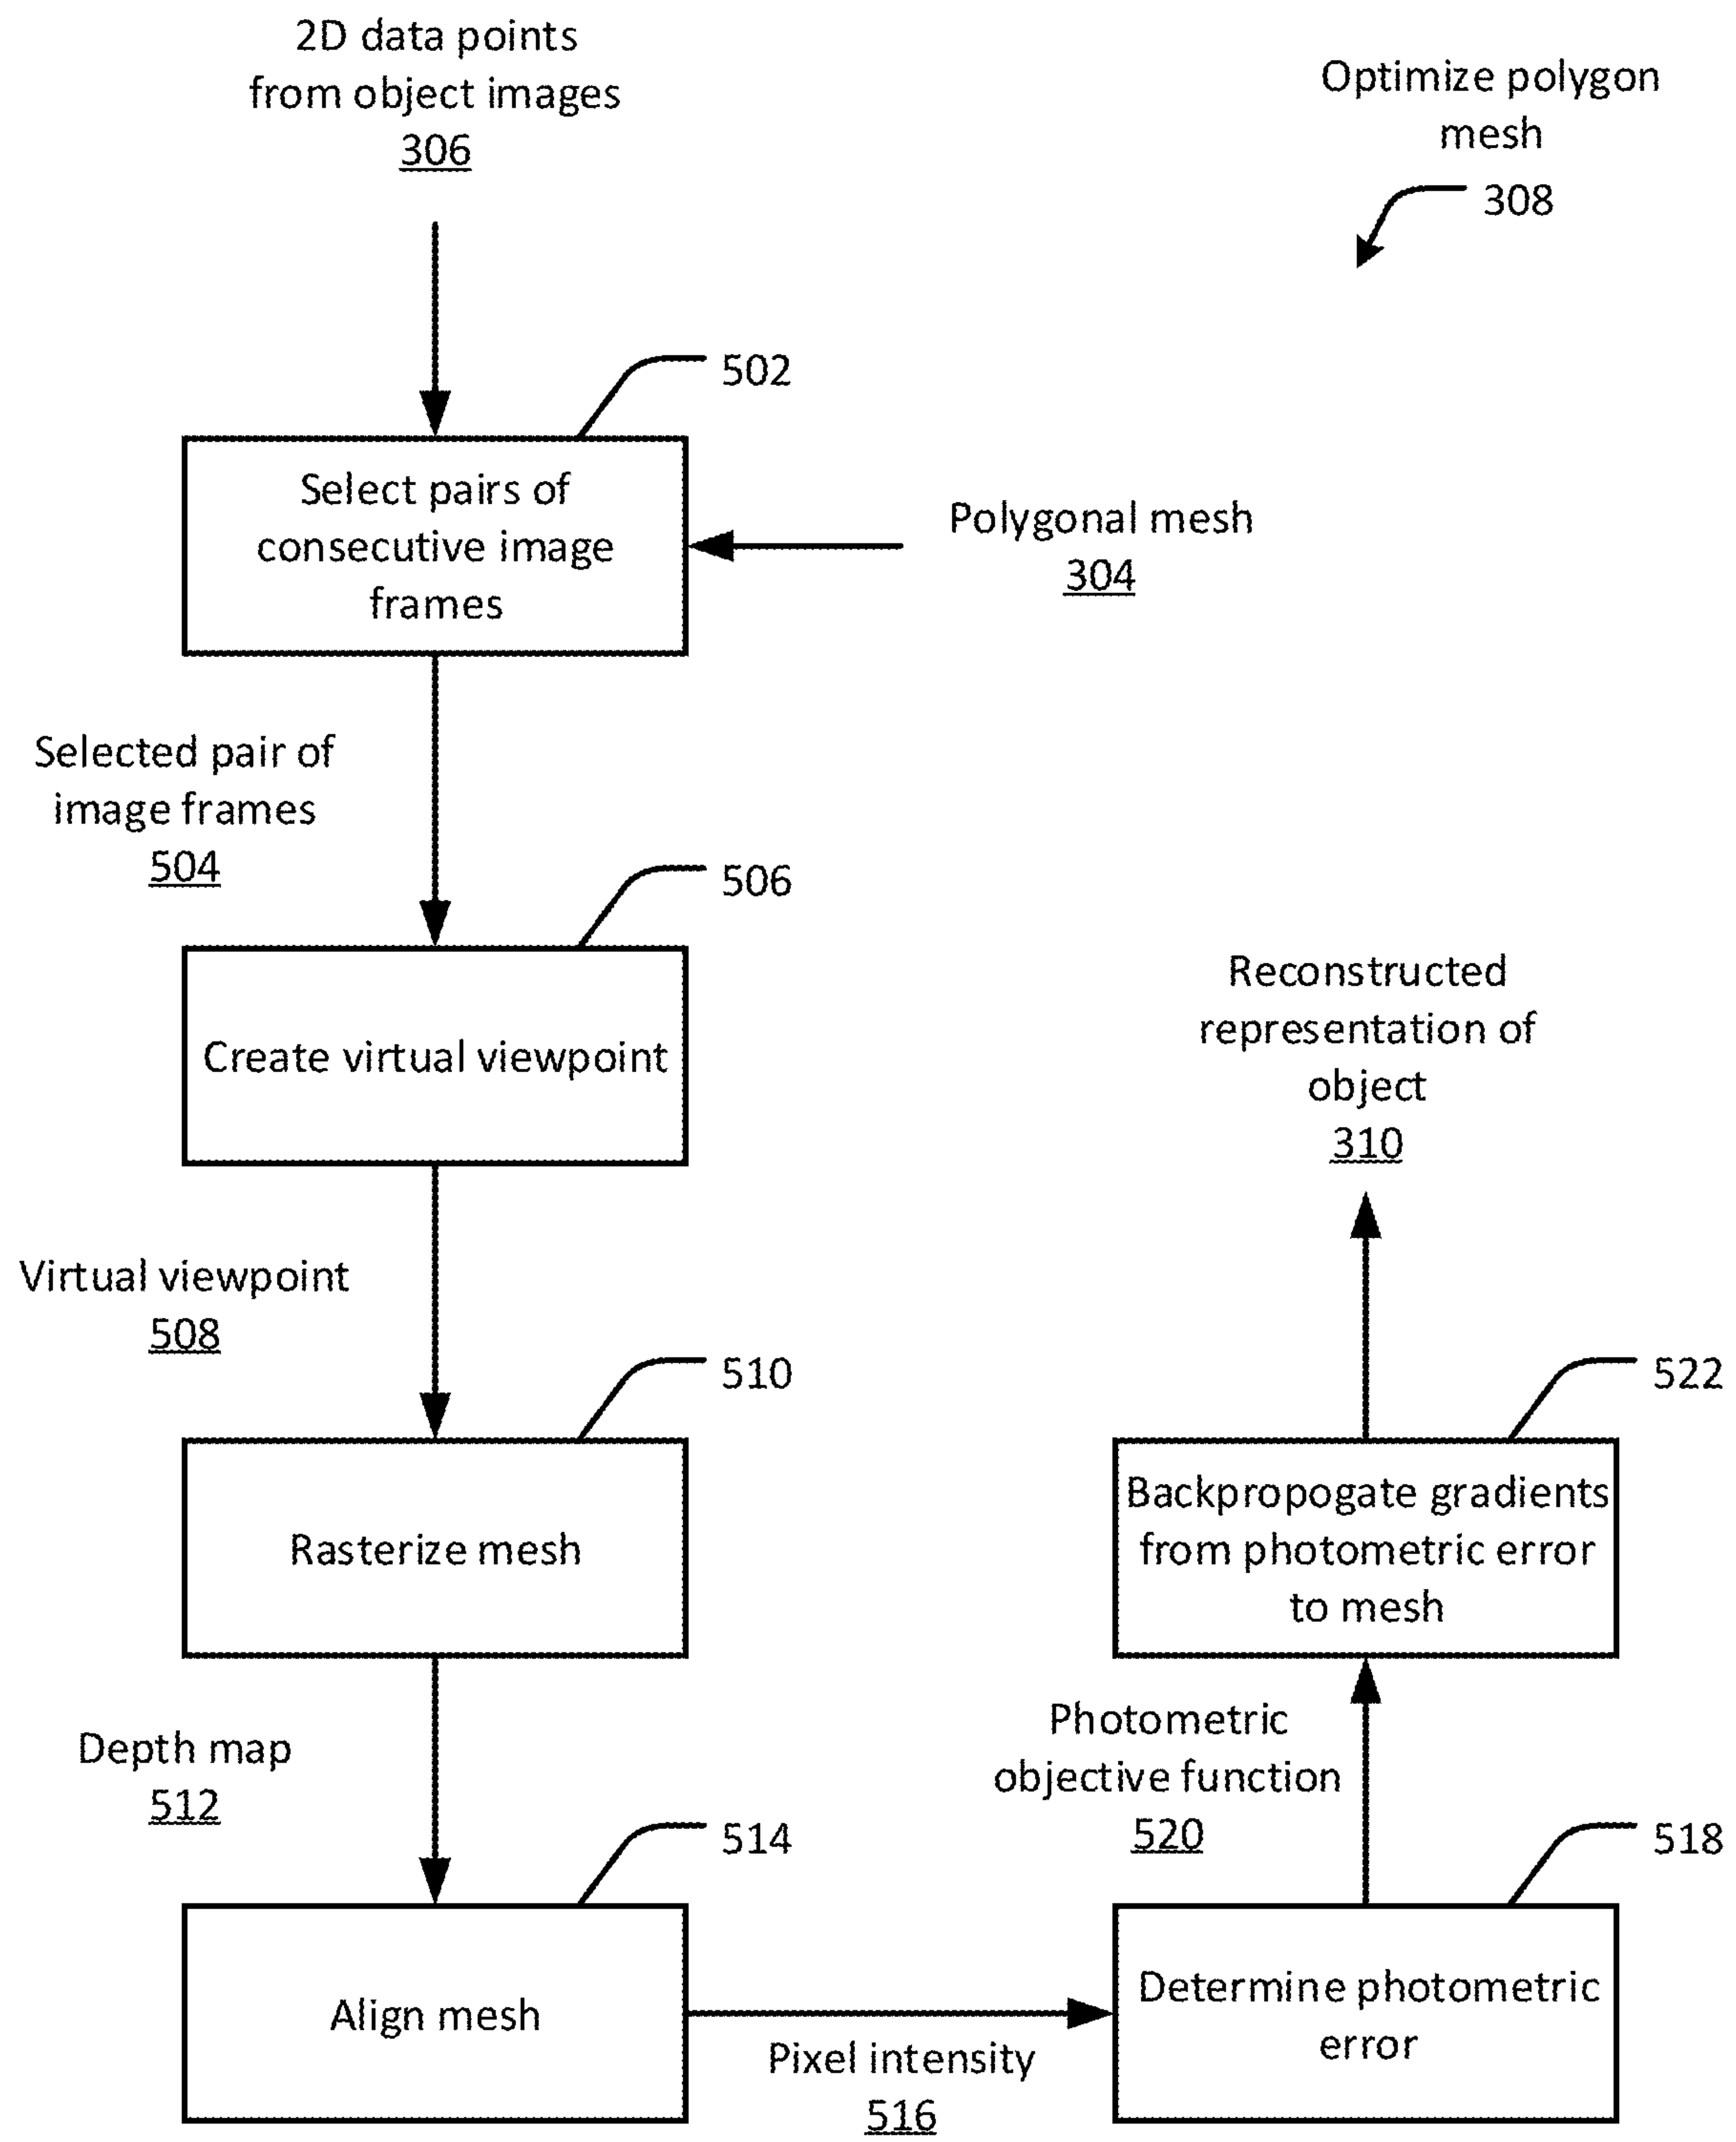 2D data points
from object images
306
Optimize polygon
mesh
308
502
Select pairs of
consecutive image
frames
Polygonal mesh
304
Selected pair of
image frames
504
506
Create virtual viewpoint
Reconstructed
representation of
object
310
Virtual viewpoint
508
510
Rasterize mesh
522
Backpropogate gradients
from photometric error
to mesh
Depth map
512
Photometric
objective function
520
514
Align mesh
518
Determine photometric
error
Pixel intensity
516